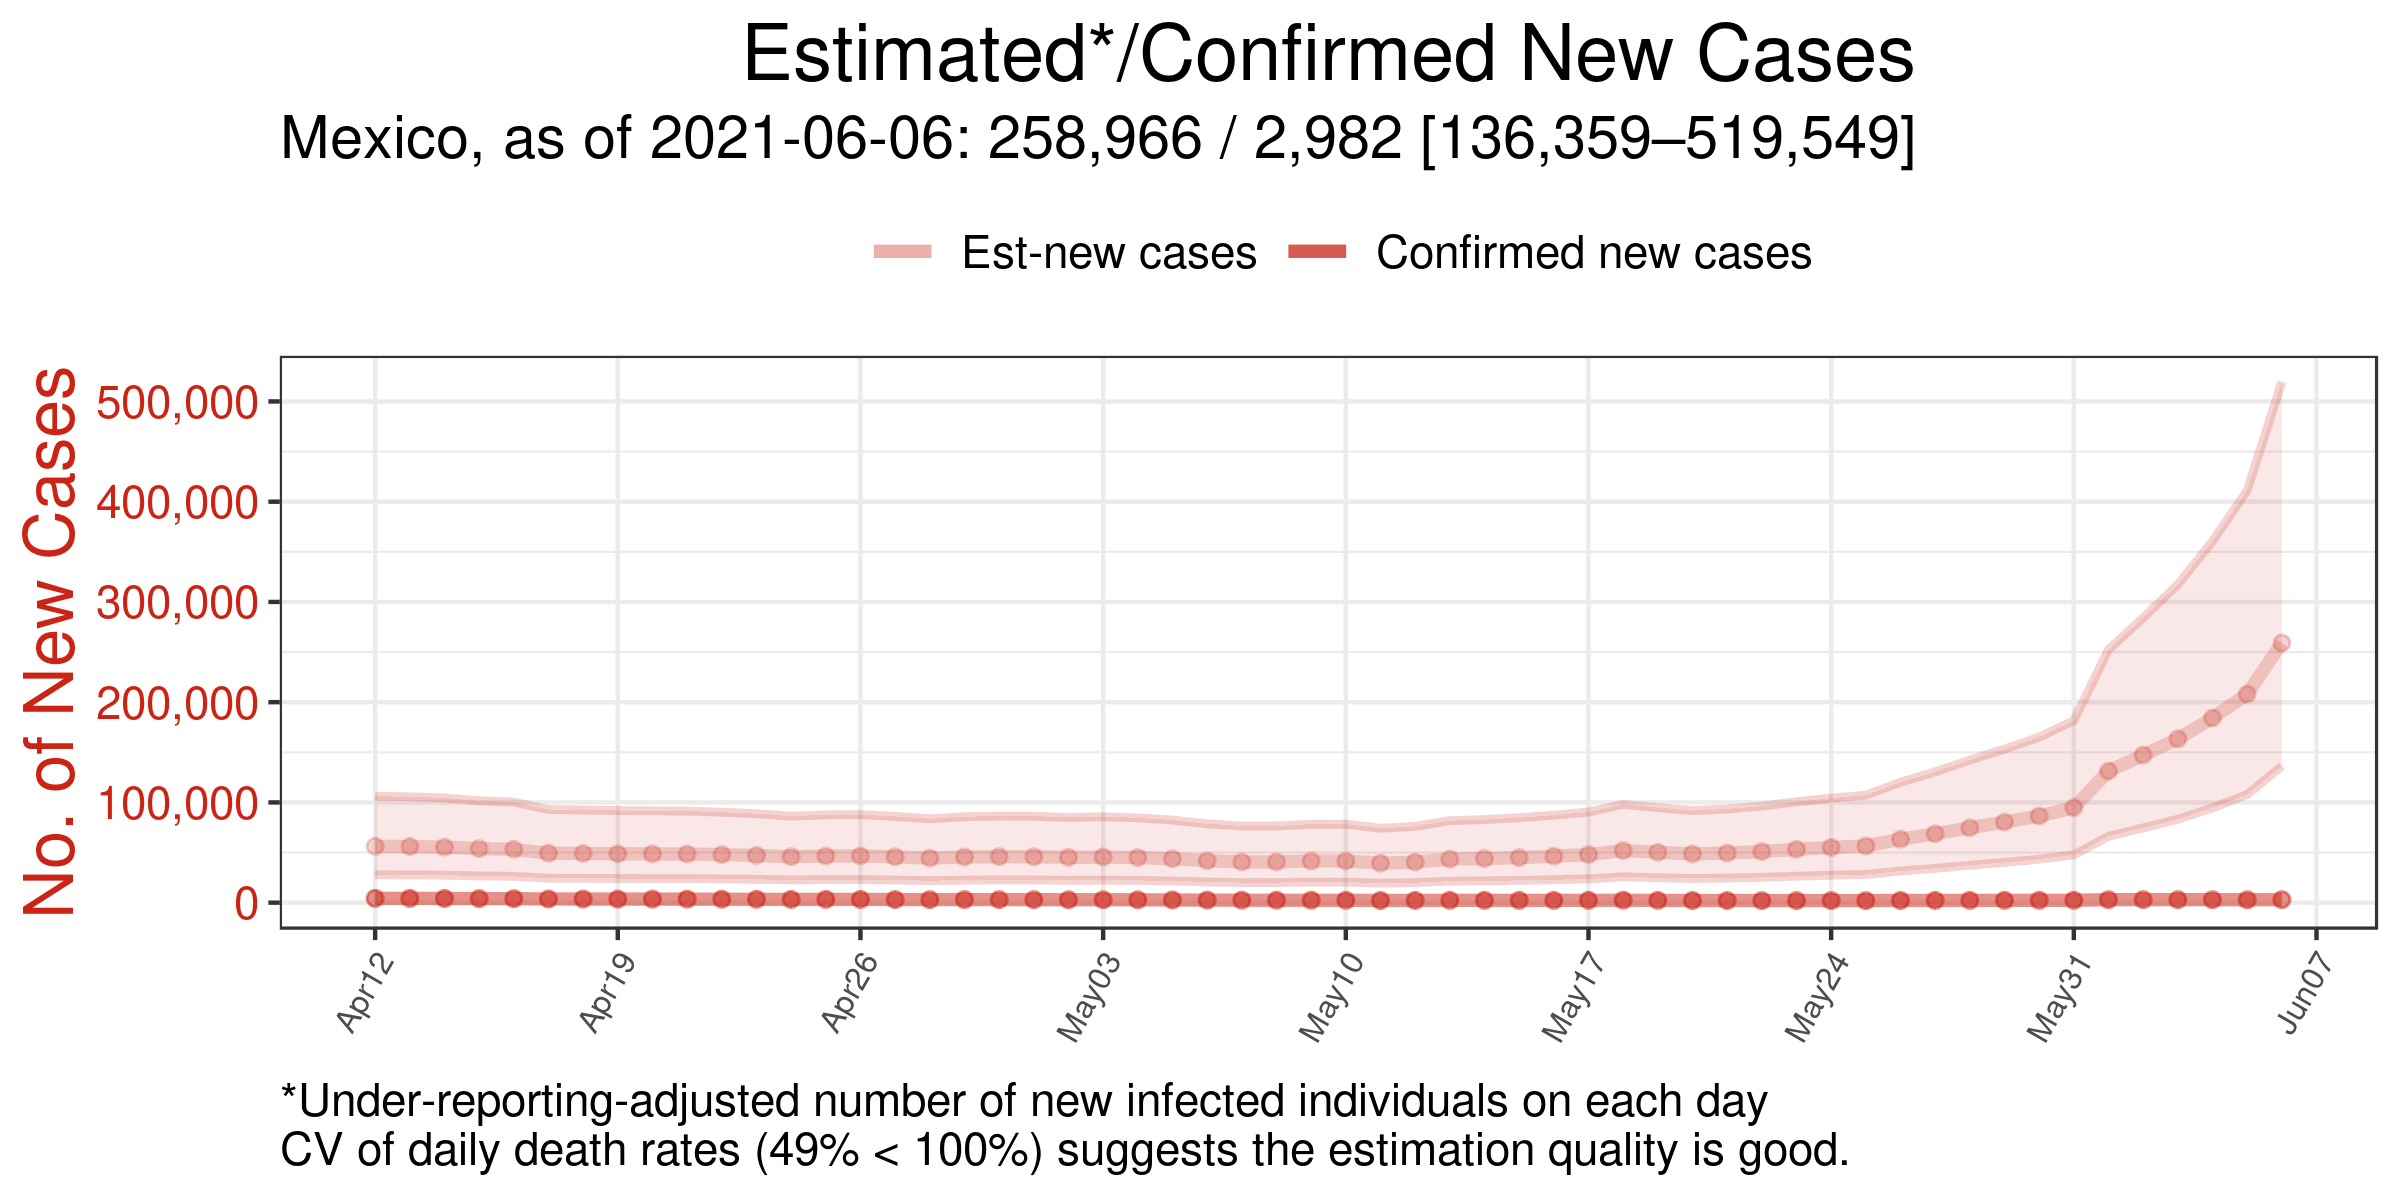 Estimated*/Confirmed New Cases
Mexico, as of 2021-06-06: 258,966 / 2,982 [136,359–519,549]
Est-new cases
Confirmed new cases
No. of New Cases
500,000
400,000
300,000
200,000
100,000
0
Apr12
Apr19
Apr26
May03
May10
May17
May24
May31
Jun07
*Under-reporting-adjusted number of new infected individuals on each day
CV of daily death rates (49% < 100%) suggests the estimation quality is good.